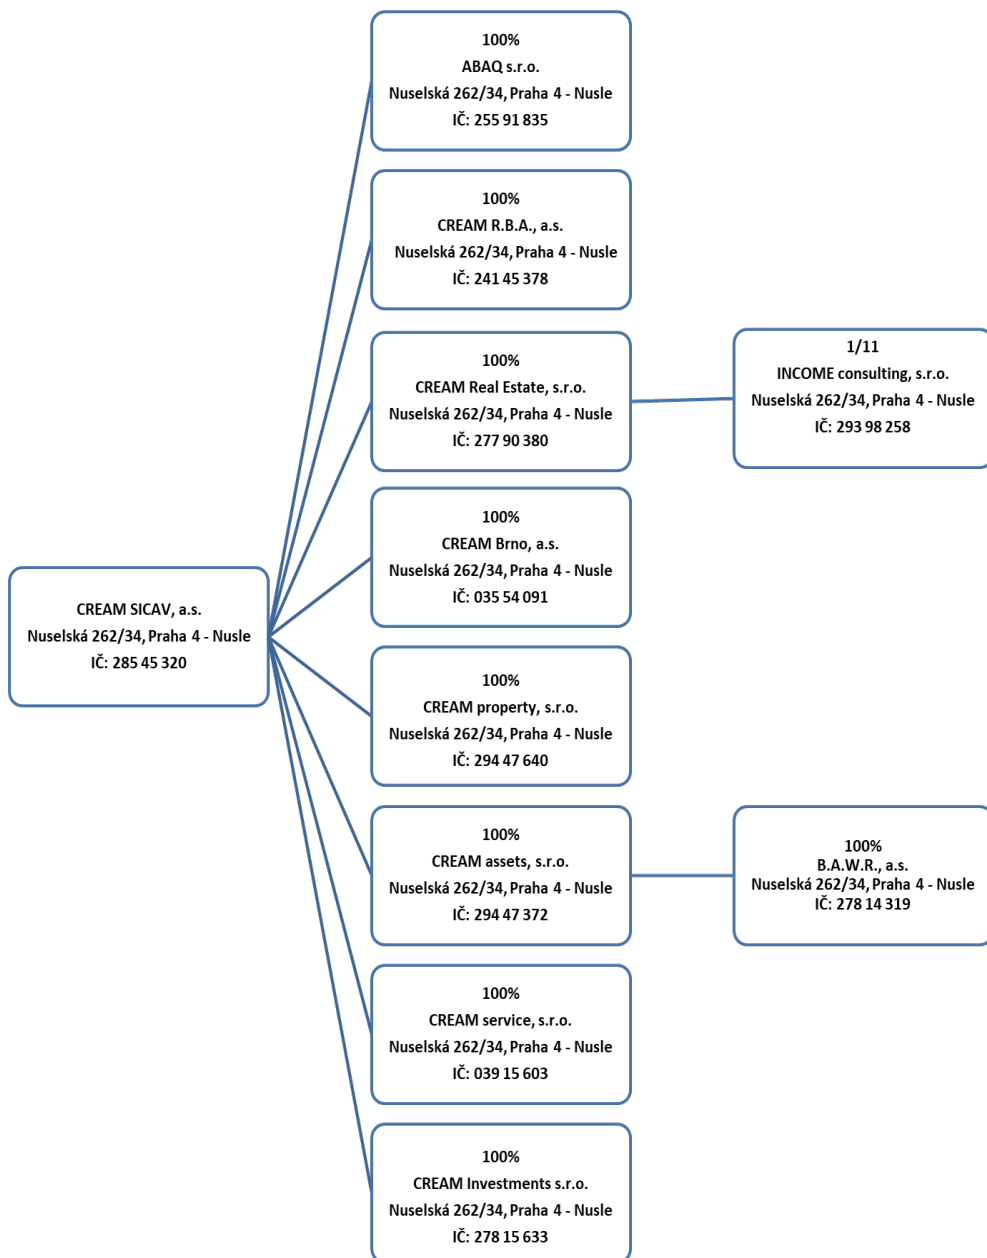 100%
ABAQ s.r.o.
Nuselská 262/34, Praha 4 - Nusle
IČ: 255 91 835
100%
CREAM R.B.A., a.s.
Nuselská 262/34, Praha 4 - Nusle
IČ: 241 45 378
100%
CREAM Real Estate, s.r.o.
Nuselská 262/34, Praha 4 - Nusle
IČ: 277 90 380
1/11
INCOME consulting, s.r.o.
Nuselská 262/34, Praha 4 - Nusle
IČ: 293 98 258
100%
CREAM Brno, a.s.
Nuselská 262/34, Praha 4 - Nusle
IČ: 035 54 091
CREAM SICAV, a.s.
Nuselská 262/34, Praha 4 - Nusle
IČ: 285 45 320
100%
CREAM property, s.r.o.
Nuselská 262/34, Praha 4 - Nusle
IČ: 294 47 640
100%
CREAM assets, s.r.o.
Nuselská 262/34, Praha 4 - Nusle
IČ: 294 47 372
100%
B.A.W.R., a.s.
Nuselská 262/34, Praha 4 - Nusle
IČ: 278 14 319
100%
CREAM service, s.r.o.
Nuselská 262/34, Praha 4 - Nusle
IČ: 039 15 603
100%
CREAM Investments s.r.o.
Nuselská 262/34, Praha 4 - Nusle
IČ: 278 15 633